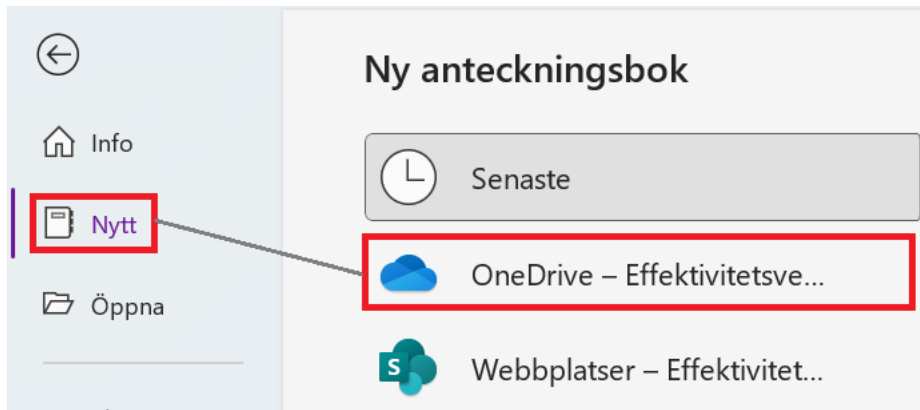 Ny anteckningsbok
Info
Senaste
Nytt
OneDrive – Effektivitetsve...
Öppna
S
Webbplatser – Effektivitet...